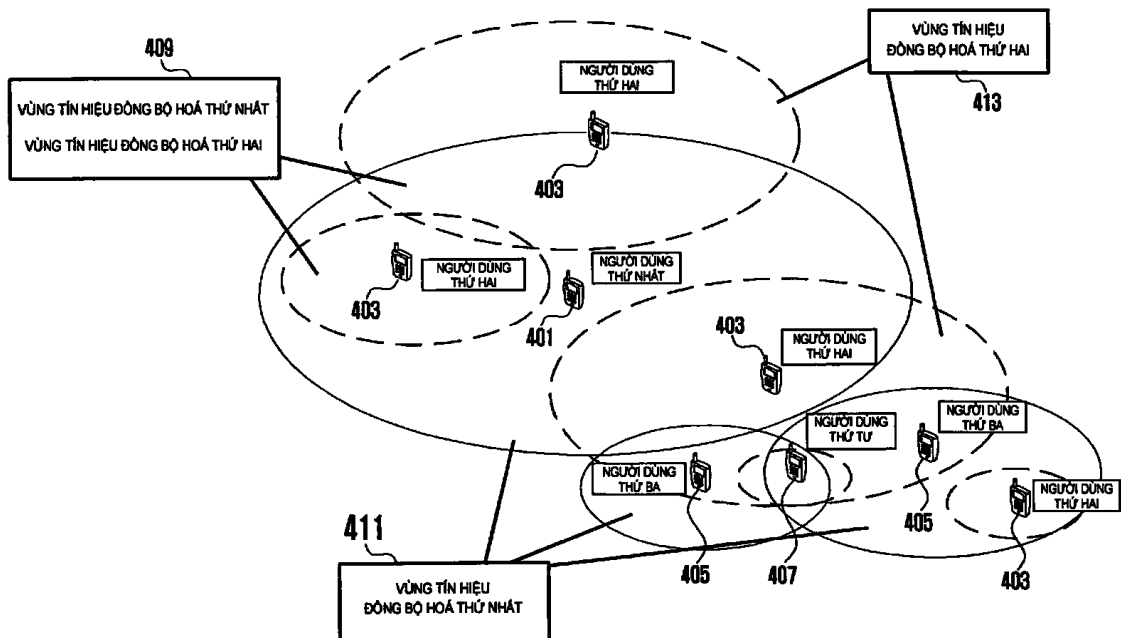 409
VÙNG TÍN HIỆU ĐỒNG BỘ HOÁ THỨ NHẤT
VÙNG TÍN HIỆU ĐỒNG BỘ HOÁ THỨ HAI
VÙNG TÍN HIỆU
ĐỒNG BỘ HOÁ THỨ HAI
413
NGƯỜI DÙNG
THỨ HAI
403
NGƯỜI DÙNG
THỨ HAI
403
NGƯỜI DÙNG
THỨ NHẤT
401
403
NGƯỜI DÙNG
THỨ HAI
NGƯỜI DÙNG
THỨ TƯ
407
NGƯỜI DÙNG
THỨ BA
405
NGƯỜI DÙNG
THỨ BA
405
NGƯỜI DÙNG
THỨ HAI
403
411
VÙNG TÍN HIỆU
ĐỒNG BỘ HOÁ THỨ NHẤT